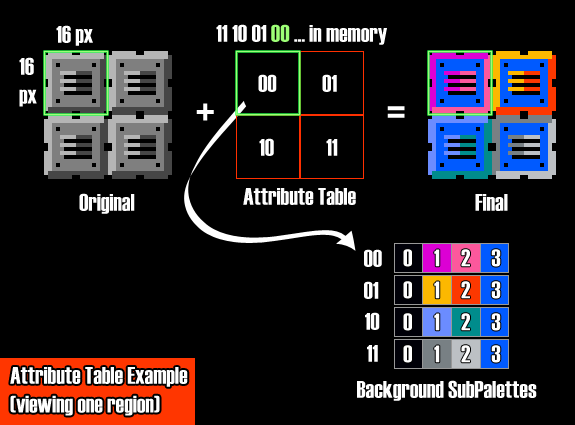 16 px
11 10 01 00 ... in memory
16
px
00 01
+
=
10 11
Original
Attribute Table
Final
00 0 1 2 3
01 0 1 2 3
10 0 1 2 3
11 0 1 2 3
Background SubPalettes
Attribute Table Example
(viewing one region)